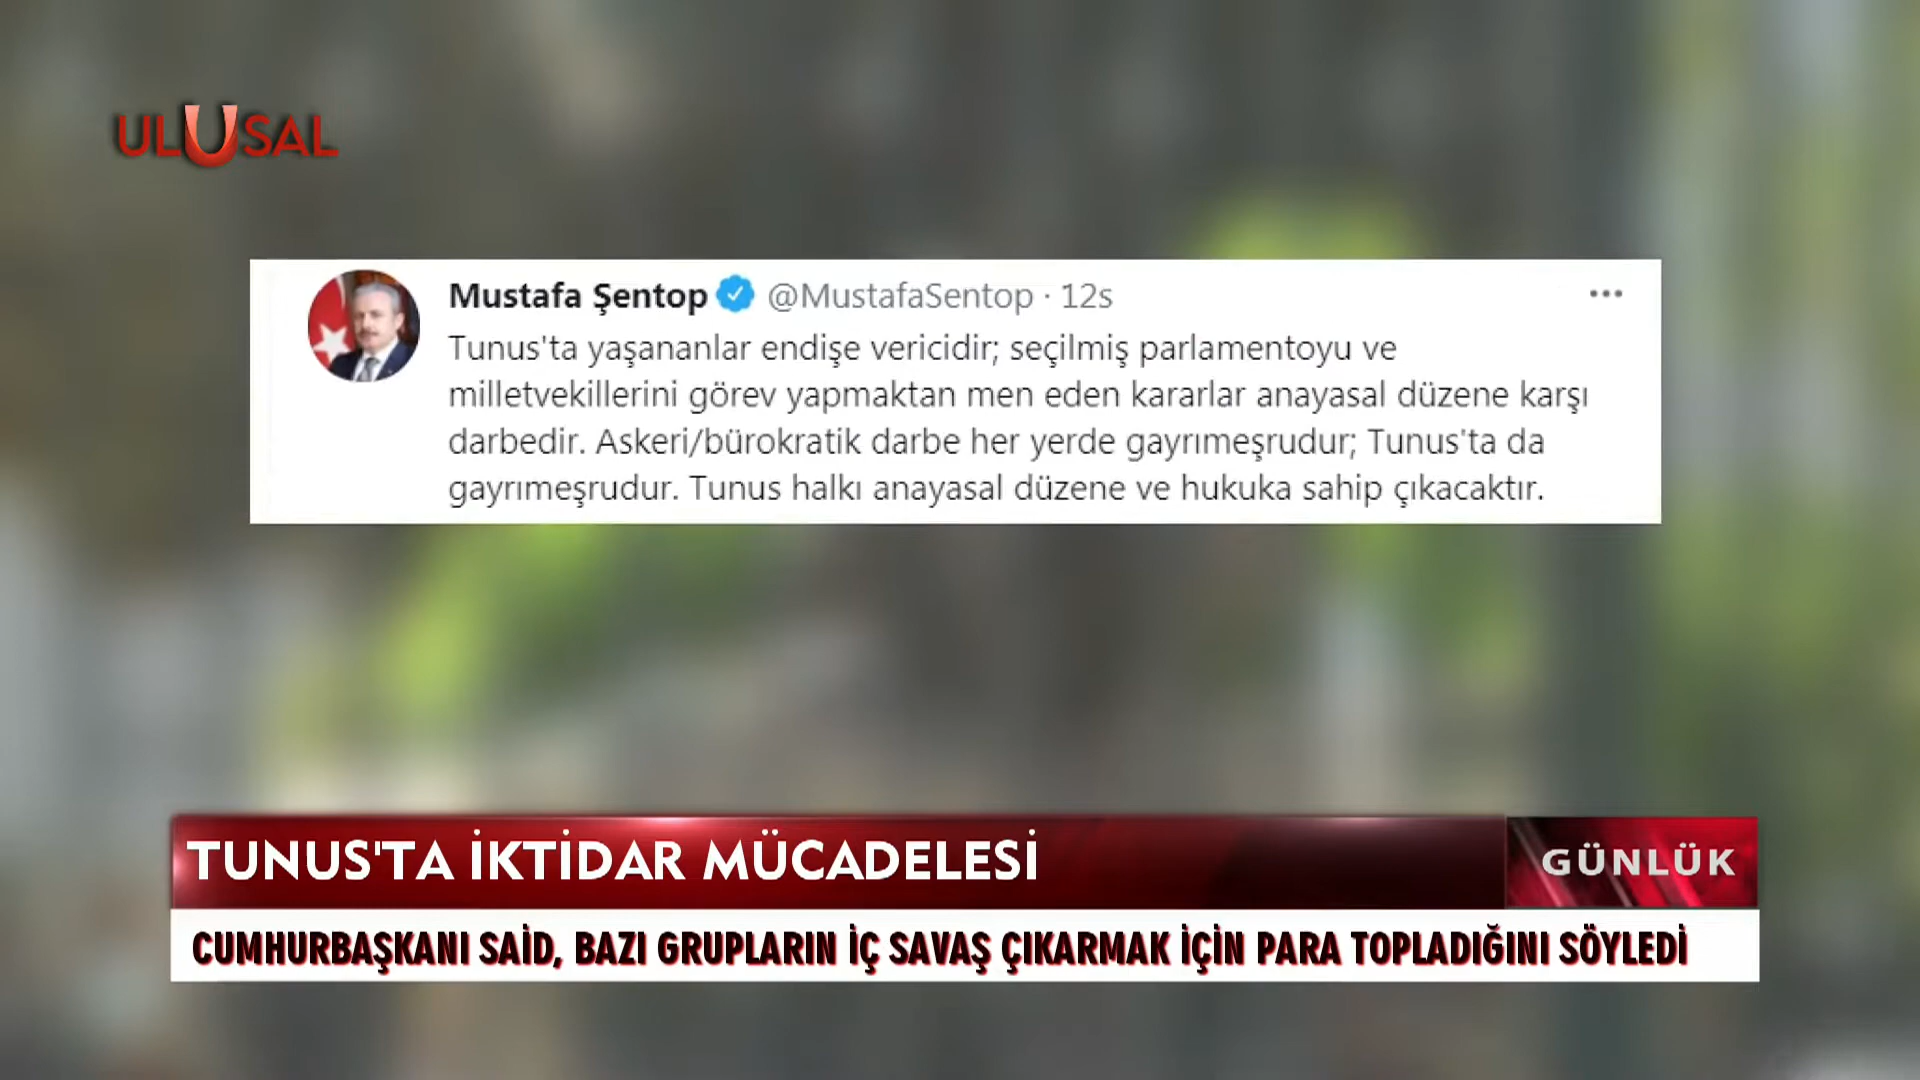 ULUSAL
Mustafa Şentop @MustafaSentop · 12s
Tunus'ta yaşananlar endişe vericidir; seçilmiş parlamentoyu ve
milletvekillerini görev yapmaktan men eden kararlar anayasal düzene karşı
darbedir. Askeri/bürokratik darbe her yerde gayrımeşrudur; Tunus'ta da
gayrımeşrudur. Tunus halkı anayasal düzene ve hukuka sahip çıkacaktır.
TUNUS'TA İKTİDAR MÜCADELESİ
GÜNLÜK
CUMHURBAŞKANI SAİD, BAZI GRUPLARIN İÇ SAVAŞ ÇIKARMAK İÇİN PARA TOPLADIĞINI SÖYLEDİ